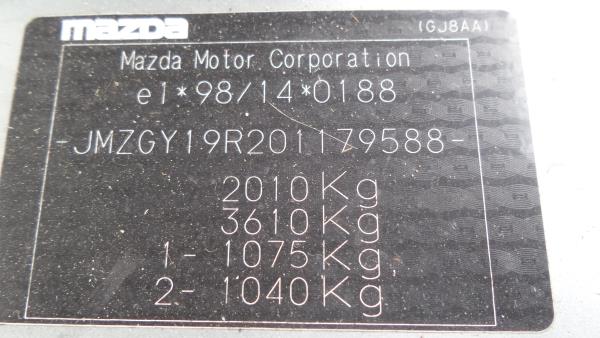 mazda (GJ8AA)
Mazda Motor Corporation
e1*98/14*0188
-JMZGY19R201179588-
2010Kg
3610Kg
1- 1075Kg
2- 1040Kg